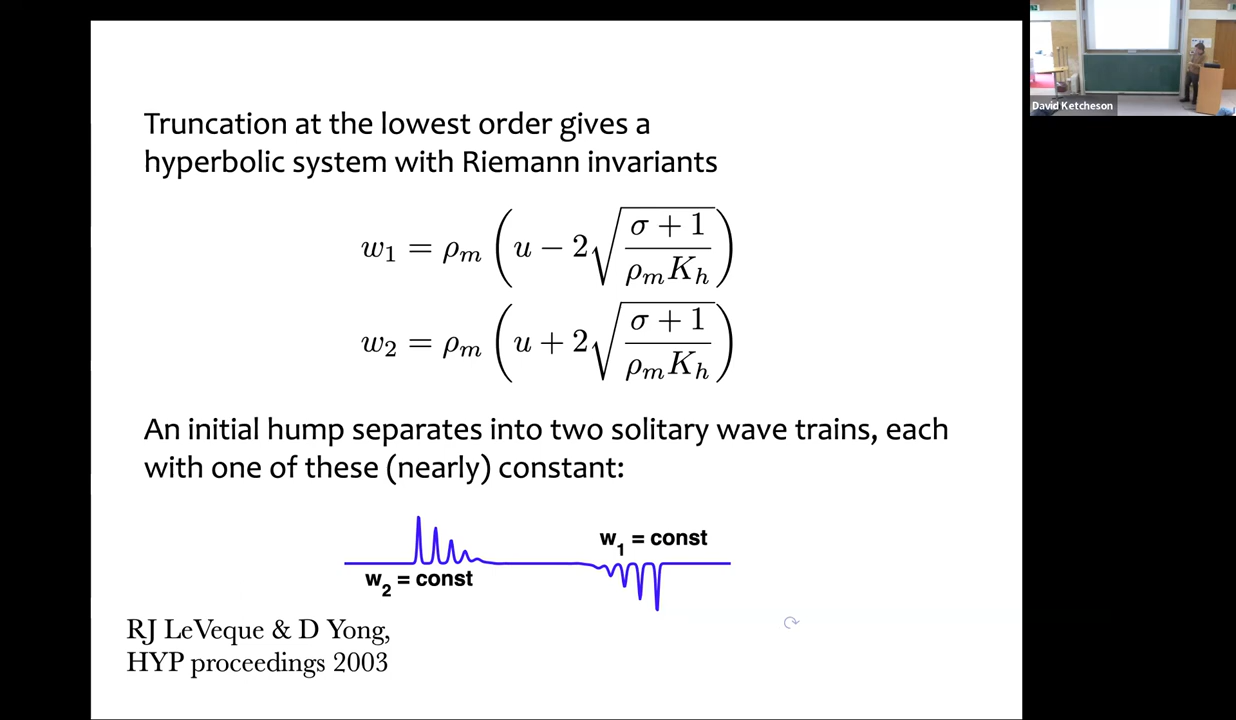 Truncation at the lowest order gives a
hyperbolic system with Riemann invariants
w₁ = ρₘ (u − 2√((σ + 1)/(ρₘKₕ)))
w₂ = ρₘ (u + 2√((σ + 1)/(ρₘKₕ)))
An initial hump separates into two solitary wave trains, each
with one of these (nearly) constant:
w₁ = const
w₂ = const
RJ LeVeque & D Yong,
HYP proceedings 2003
David Ketcheson